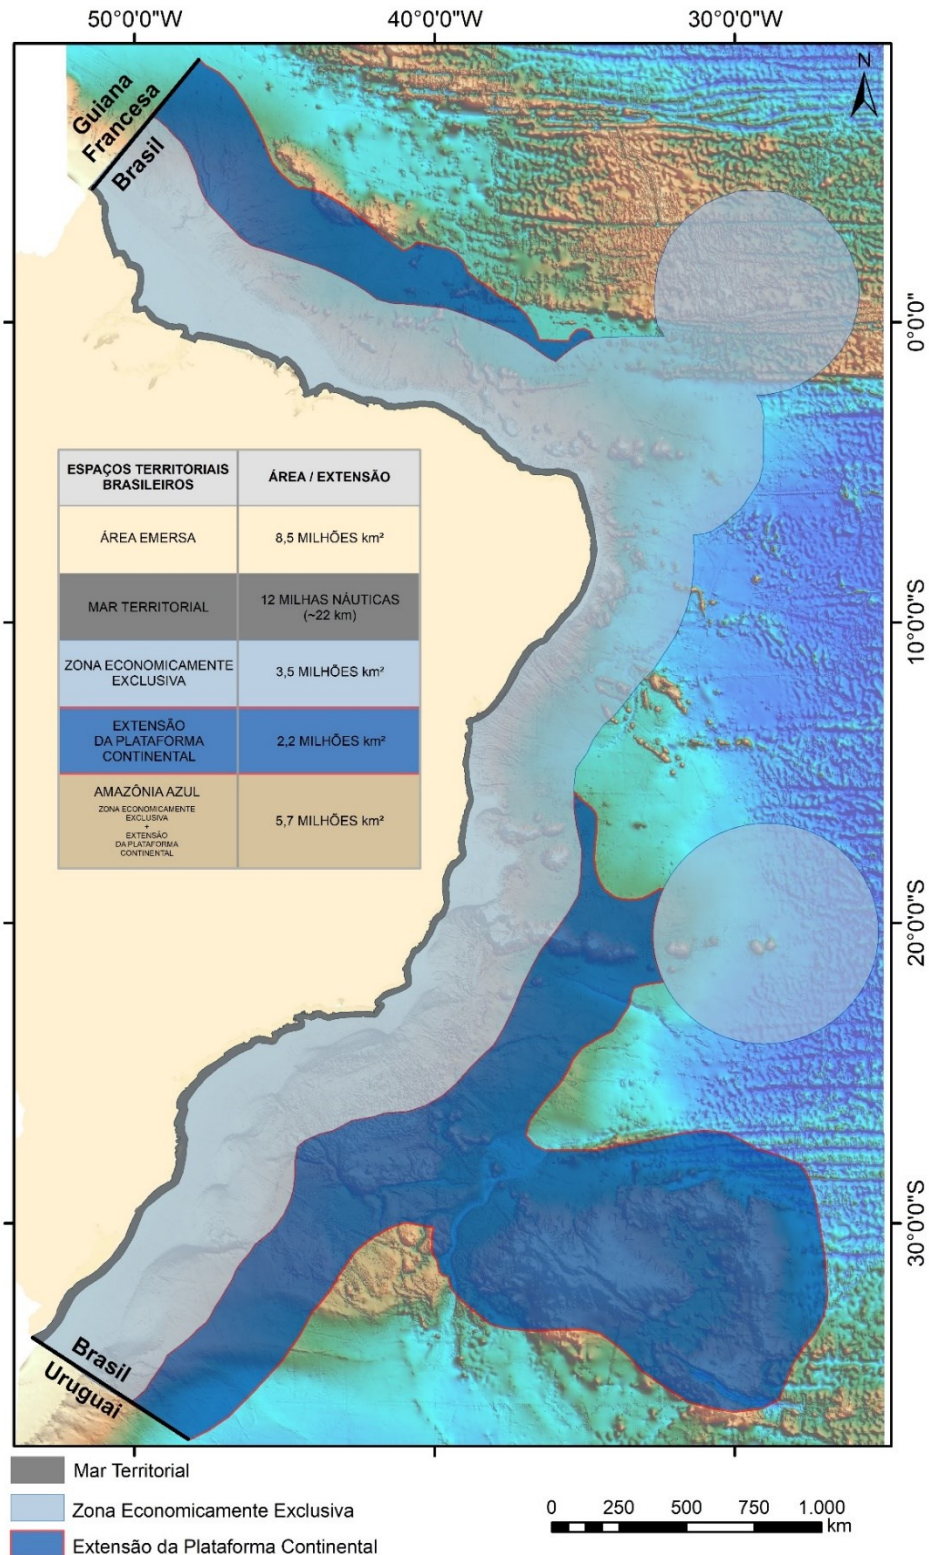 50°0'0"W 40°0'0"W 30°0'0"W
N
Guiana
Francesa
Brasil
0°0'0"
ESPAÇOS TERRITORIAIS
BRASILEIROS
ÁREA / EXTENSÃO
ÁREA EMERSA
8,5 MILHÕES km²
MAR TERRITORIAL
12 MILHAS NÁUTICAS
(~22 km)
ZONA ECONOMICAMENTE
EXCLUSIVA
3,5 MILHÕES km²
EXTENSÃO
DA PLATAFORMA
CONTINENTAL
2,2 MILHÕES km²
AMAZÔNIA AZUL
ZONA ECONOMICAMENTE
EXCLUSIVA
+
EXTENSÃO
DA PLATAFORMA
CONTINENTAL
5,7 MILHÕES km²
10°0'0"S
20°0'0"S
30°0'0"S
Brasil
Uruguai
Mar Territorial
Zona Economicamente Exclusiva
Extensão da Plataforma Continental
0 250 500 750 1.000
km